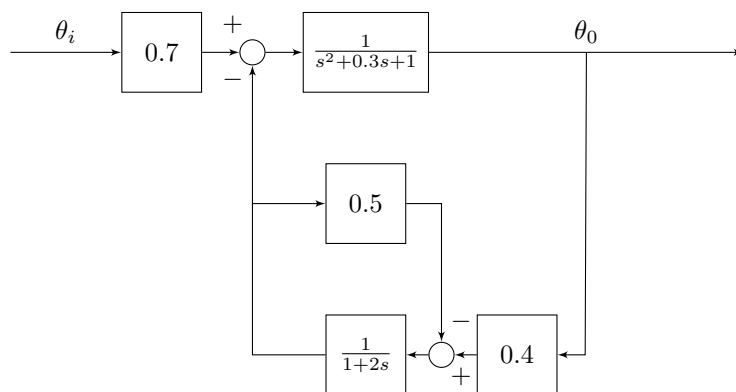 θ_i
0.7
+
−
1/(s²+0.3s+1)
θ_0
0.5
−
1/(1+2s)
+
0.4